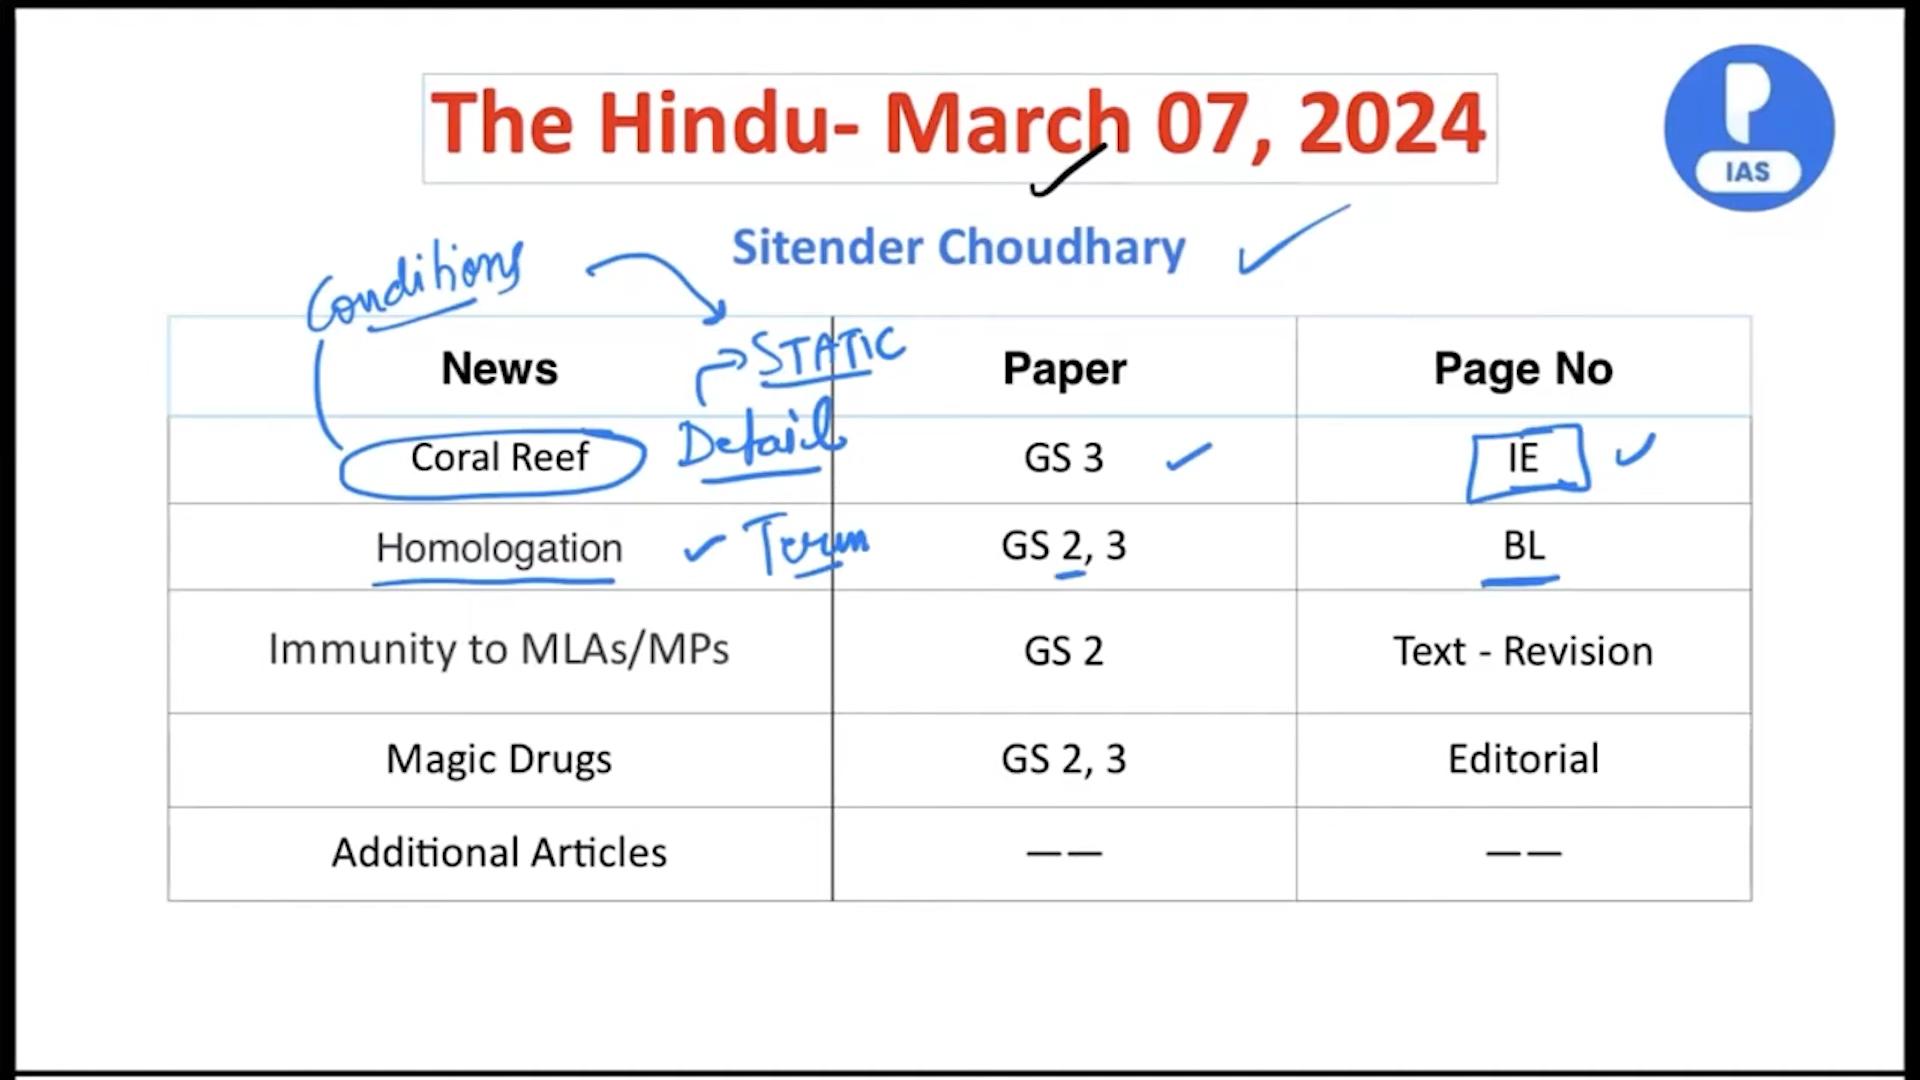 The Hindu- March 07, 2024
P
IAS
Sitender Choudhary
Conditions
STATIC
News Paper Page No
Coral Reef Details GS 3 IE
Homologation Term GS 2, 3 BL
Immunity to MLAs/MPs GS 2 Text - Revision
Magic Drugs GS 2, 3 Editorial
Additional Articles —— ——